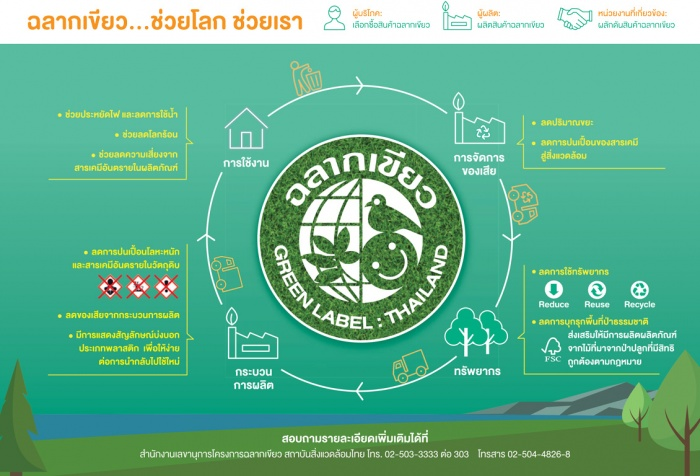 ฉลากเขียว...ช่วยโลก ช่วยเรา
ผู้บริโภค:
เลือกซื้อสินค้าฉลากเขียว
ผู้ผลิต:
ผลิตสินค้าฉลากเขียว
หน่วยงานที่เกี่ยวข้อง:
ผลักดันสินค้าฉลากเขียว
• ช่วยประหยัดไฟ และลดการใช้น้ำ
• ช่วยลดโลกร้อน
• ช่วยลดความเสี่ยงจาก
สารเคมีอันตรายในผลิตภัณฑ์
การใช้งาน
การจัดการ
ของเสีย
• ลดปริมาณขยะ
• ลดการปนเปื้อนของสารเคมี
สู่สิ่งแวดล้อม
ฉลากเขียว
GREEN LABEL : THAILAND
• ลดการปนเปื้อนโลหะหนัก
และสารเคมีอันตรายในวัตถุดิบ
• ลดของเสียจากกระบวนการผลิต
• มีการแสดงสัญลักษณ์บ่งบอก
ประเภทพลาสติก เพื่อให้ง่าย
ต่อการนำกลับไปใช้ใหม่
กระบวน
การผลิต
ทรัพยากร
• ลดการใช้ทรัพยากร
Reduce Reuse Recycle
• ลดการบุกรุกพื้นที่ป่าธรรมชาติ
ส่งเสริมให้มีการผลิตผลิตภัณฑ์
จากไม้ที่มาจากป่าปลูกที่มีสิทธิ
ถูกต้องตามกฎหมาย
FSC
สอบถามรายละเอียดเพิ่มเติมได้ที่
สำนักงานเลขานุการโครงการฉลากเขียว สถาบันสิ่งแวดล้อมไทย โทร. 02-503-3333 ต่อ 303 โทรสาร 02-504-4826-8